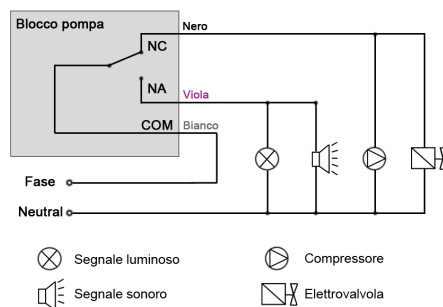 Blocco pompa
Nero
NC
NA
Viola
COM
Bianco
Fase
Neutral
Segnale luminoso
Compressore
Segnale sonoro
Elettrovalvola